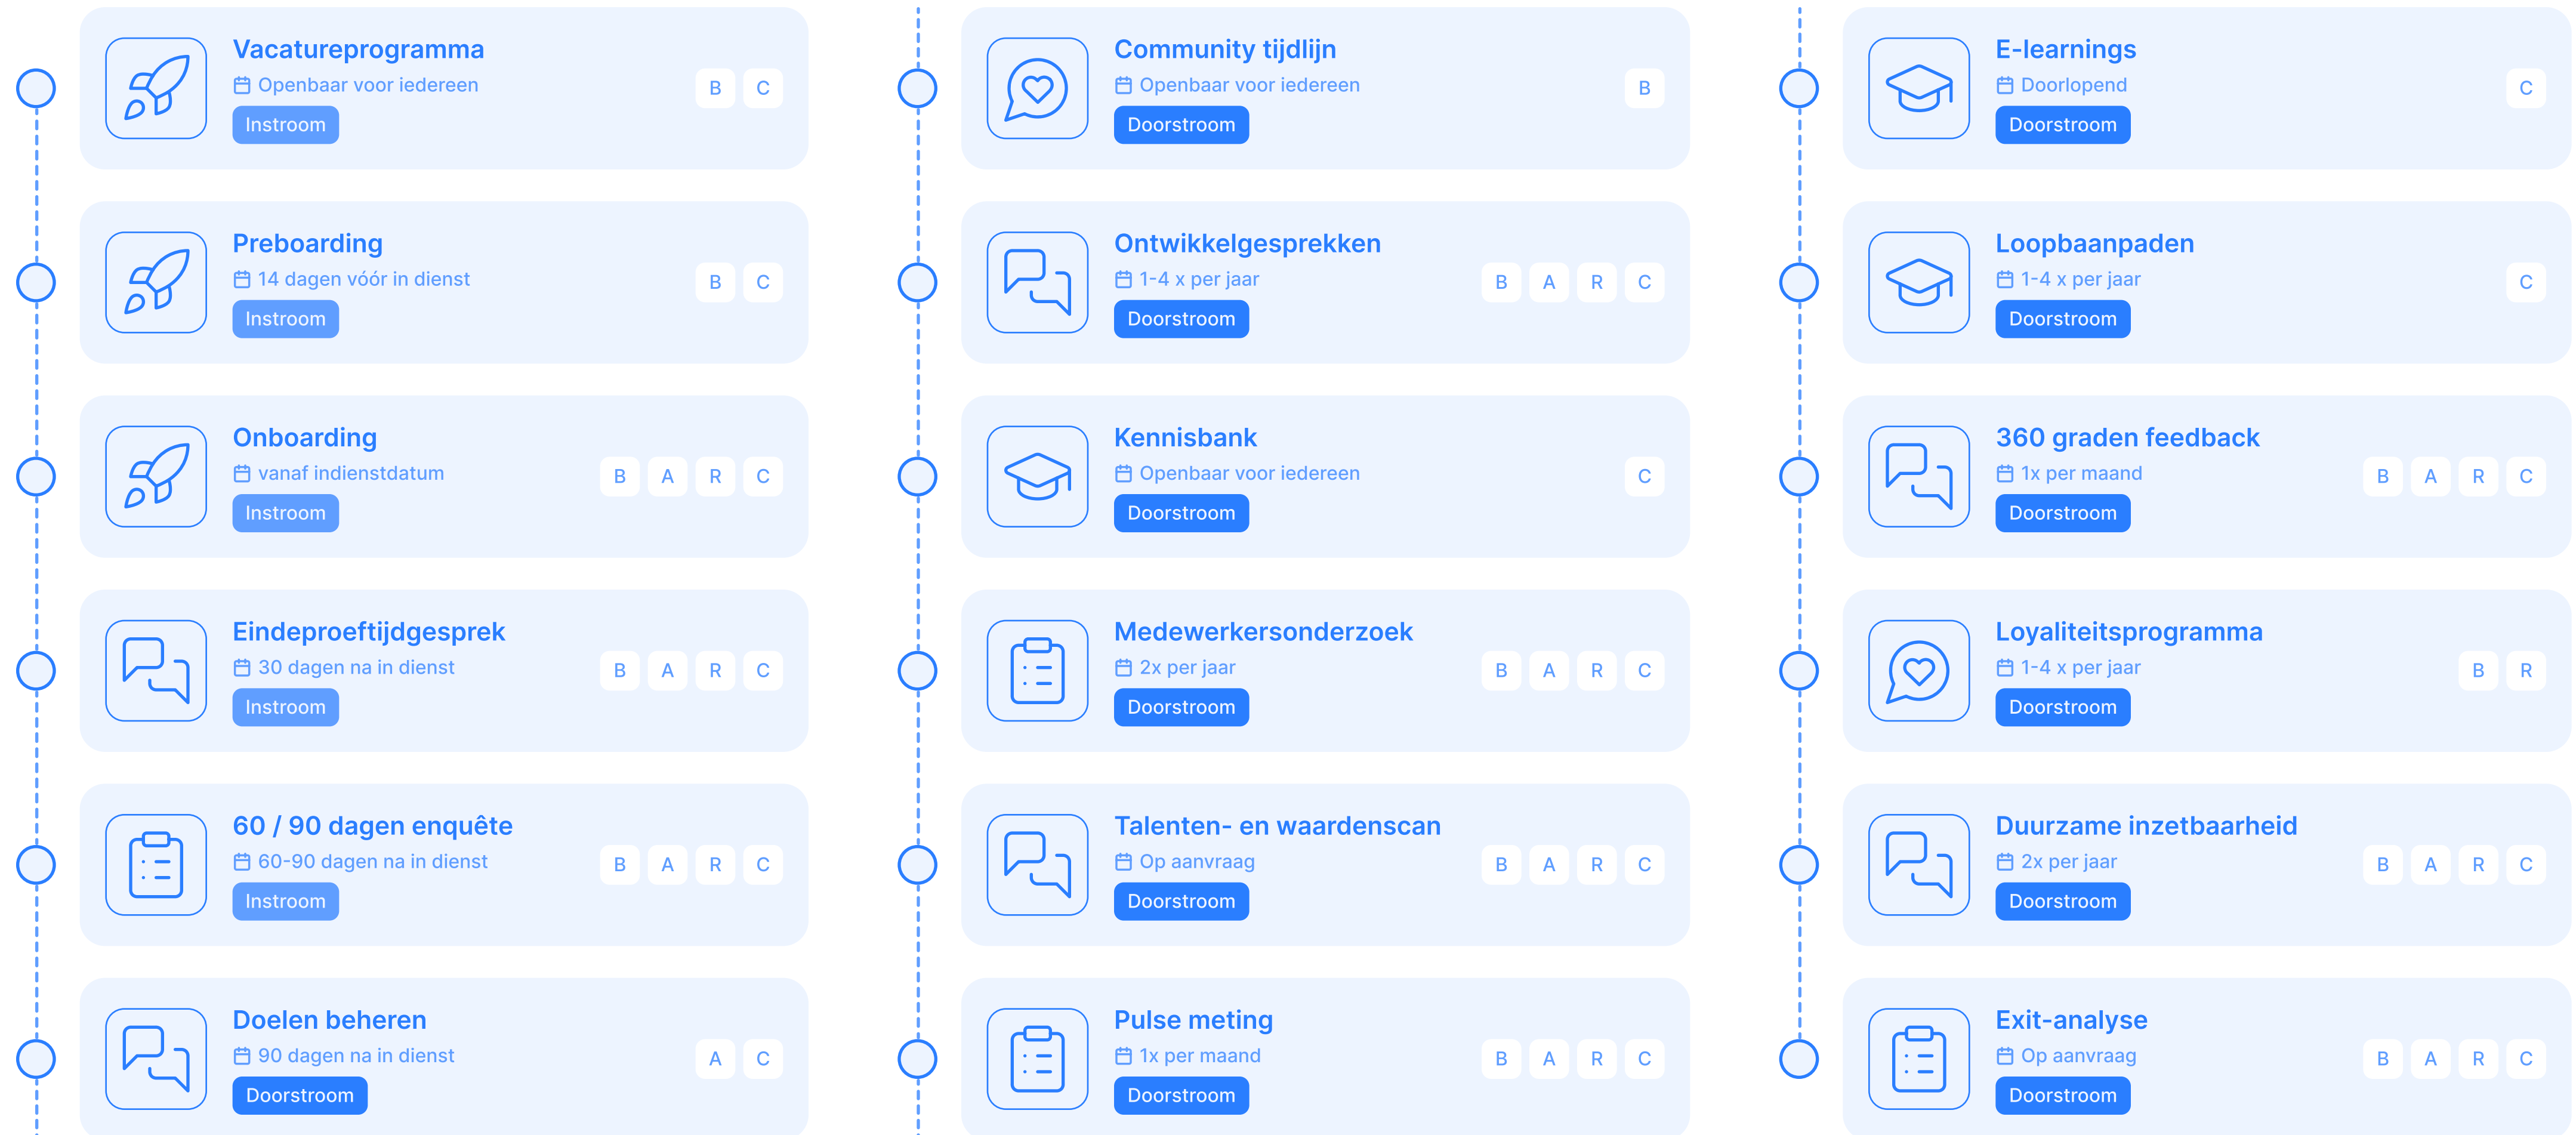 Vacatureprogramma
Openbaar voor iedereen
B C
Instroom
Preboarding
14 dagen vóór in dienst
B C
Instroom
Onboarding
vanaf indienstdatum
B A R C
Instroom
Eindeproeftijdgesprek
30 dagen na in dienst
B A R C
Instroom
60 / 90 dagen enquête
60-90 dagen na in dienst
B A R C
Instroom
Doelen beheren
90 dagen na in dienst
A C
Doorstroom
Community tijdlijn
Openbaar voor iedereen
B
Doorstroom
Ontwikkelgesprekken
1-4 x per jaar
B A R C
Doorstroom
Kennisbank
Openbaar voor iedereen
C
Doorstroom
Medewerkersonderzoek
2x per jaar
B A R C
Doorstroom
Talenten- en waardenscan
Op aanvraag
B A R C
Doorstroom
Pulse meting
1x per maand
B A R C
Doorstroom
E-learnings
Doorlopend
C
Doorstroom
Loopbaanpaden
1-4 x per jaar
C
Doorstroom
360 graden feedback
1x per maand
B A R C
Doorstroom
Loyaliteitsprogramma
1-4 x per jaar
B R
Doorstroom
Duurzame inzetbaarheid
2x per jaar
B A R C
Doorstroom
Exit-analyse
Op aanvraag
B A R C
Doorstroom